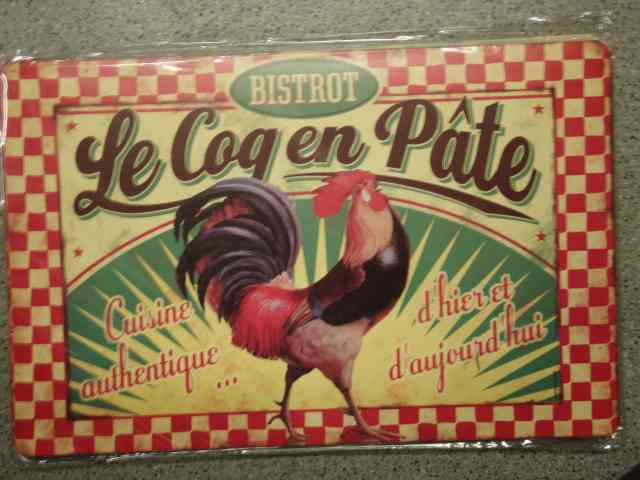 BISTROT
Le Coq en Pâte
Cuisine
authentique...
d'hier et
d'aujourd'hui